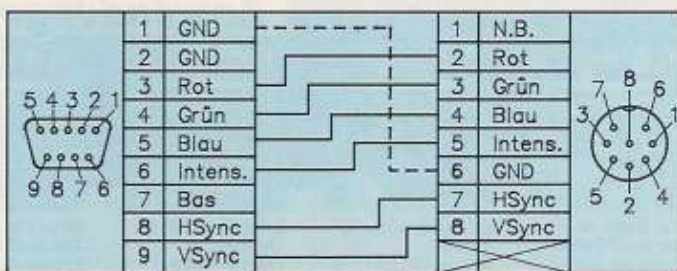 1 GND 1 N.B.
2 GND 2 Rot
3 Rot 3 Grün
4 Grün 4 Blau
5 Blau 5 Intens.
6 Intens. 6 GND
7 Bas 7 HSync
8 HSync 8 VSync
9 VSync
5 4 3 2 1
9 8 7 6
8
7 6
3 1
5 4
2